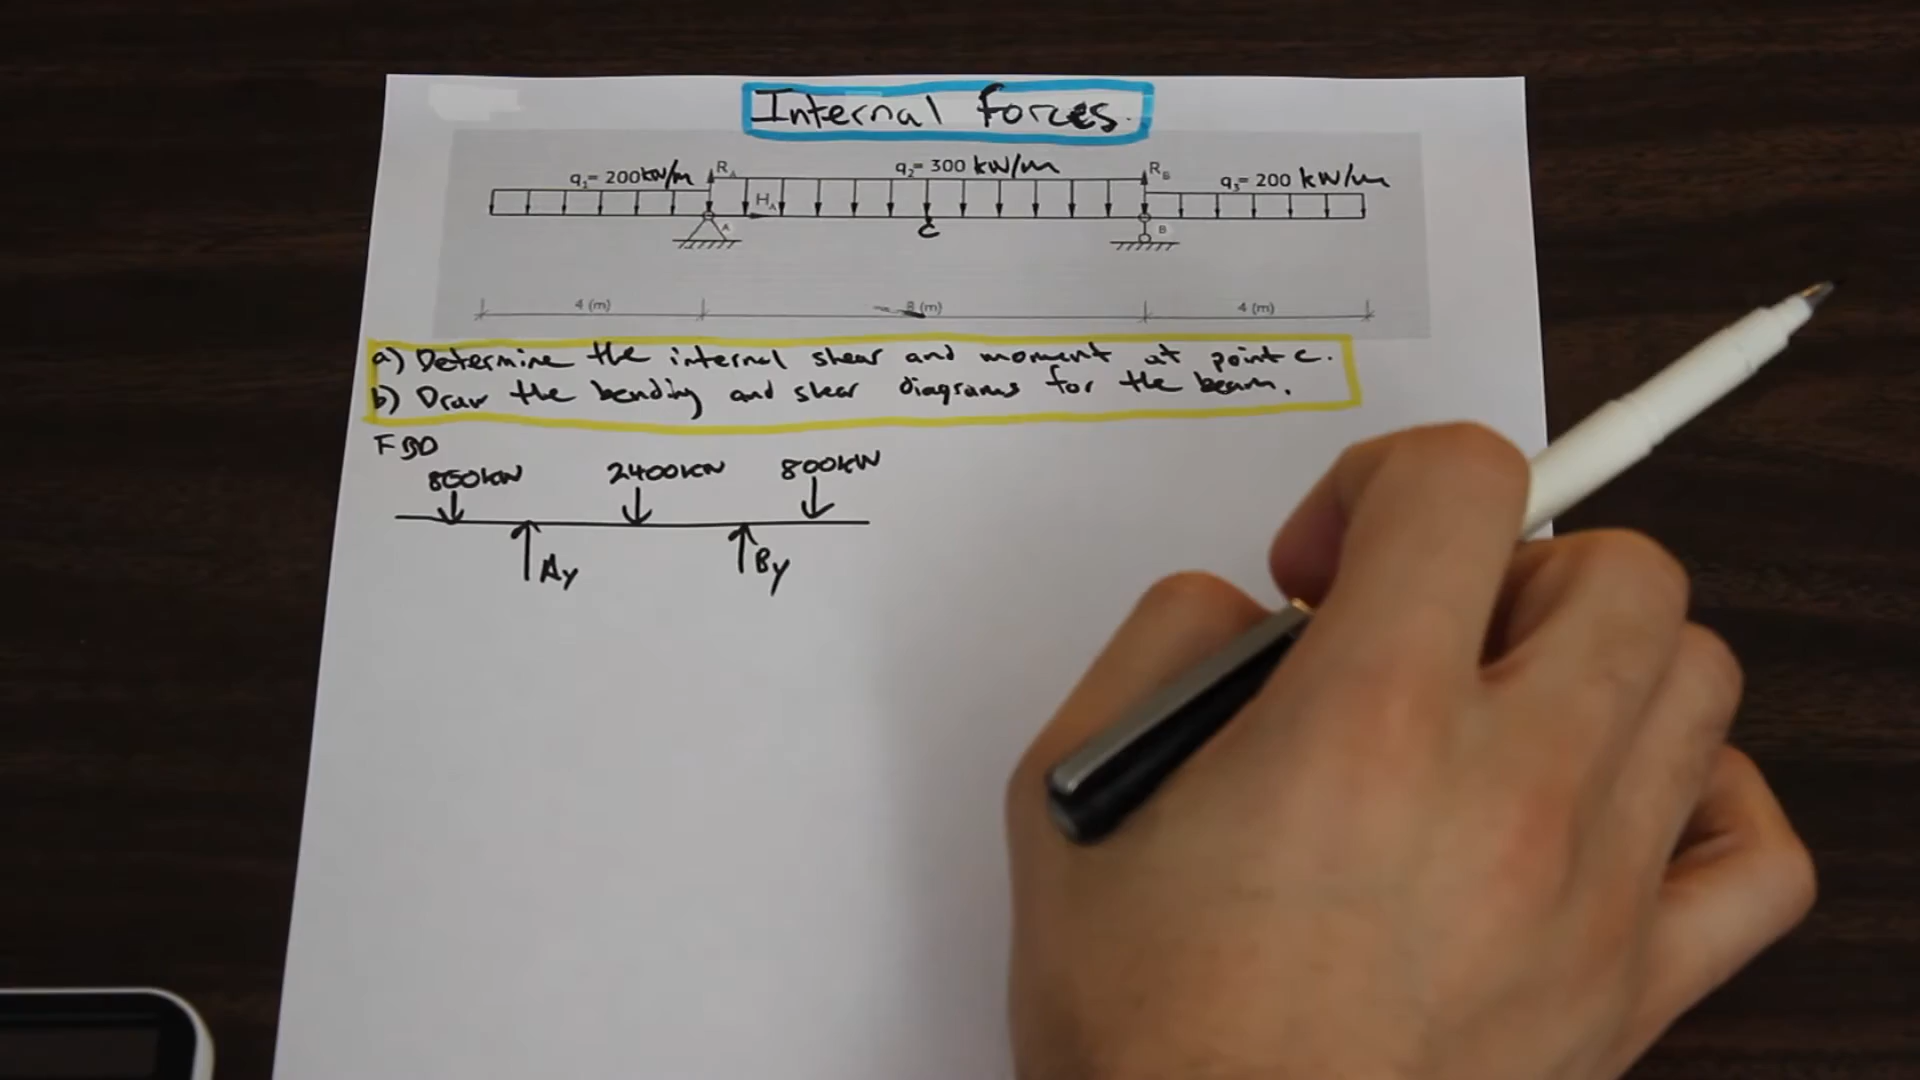 Internal Forces.
q₁= 200kN/m
R_A
q₂= 300 kN/m
R_B
q₃= 200 kN/m
H_A
A
C
B
4 (m)
8 (m)
4 (m)
a) Determine the internal shear and moment at point c.
b) Draw the bending and shear diagrams for the beam.
FBD
800kN
2400kN
800kN
Ay
By